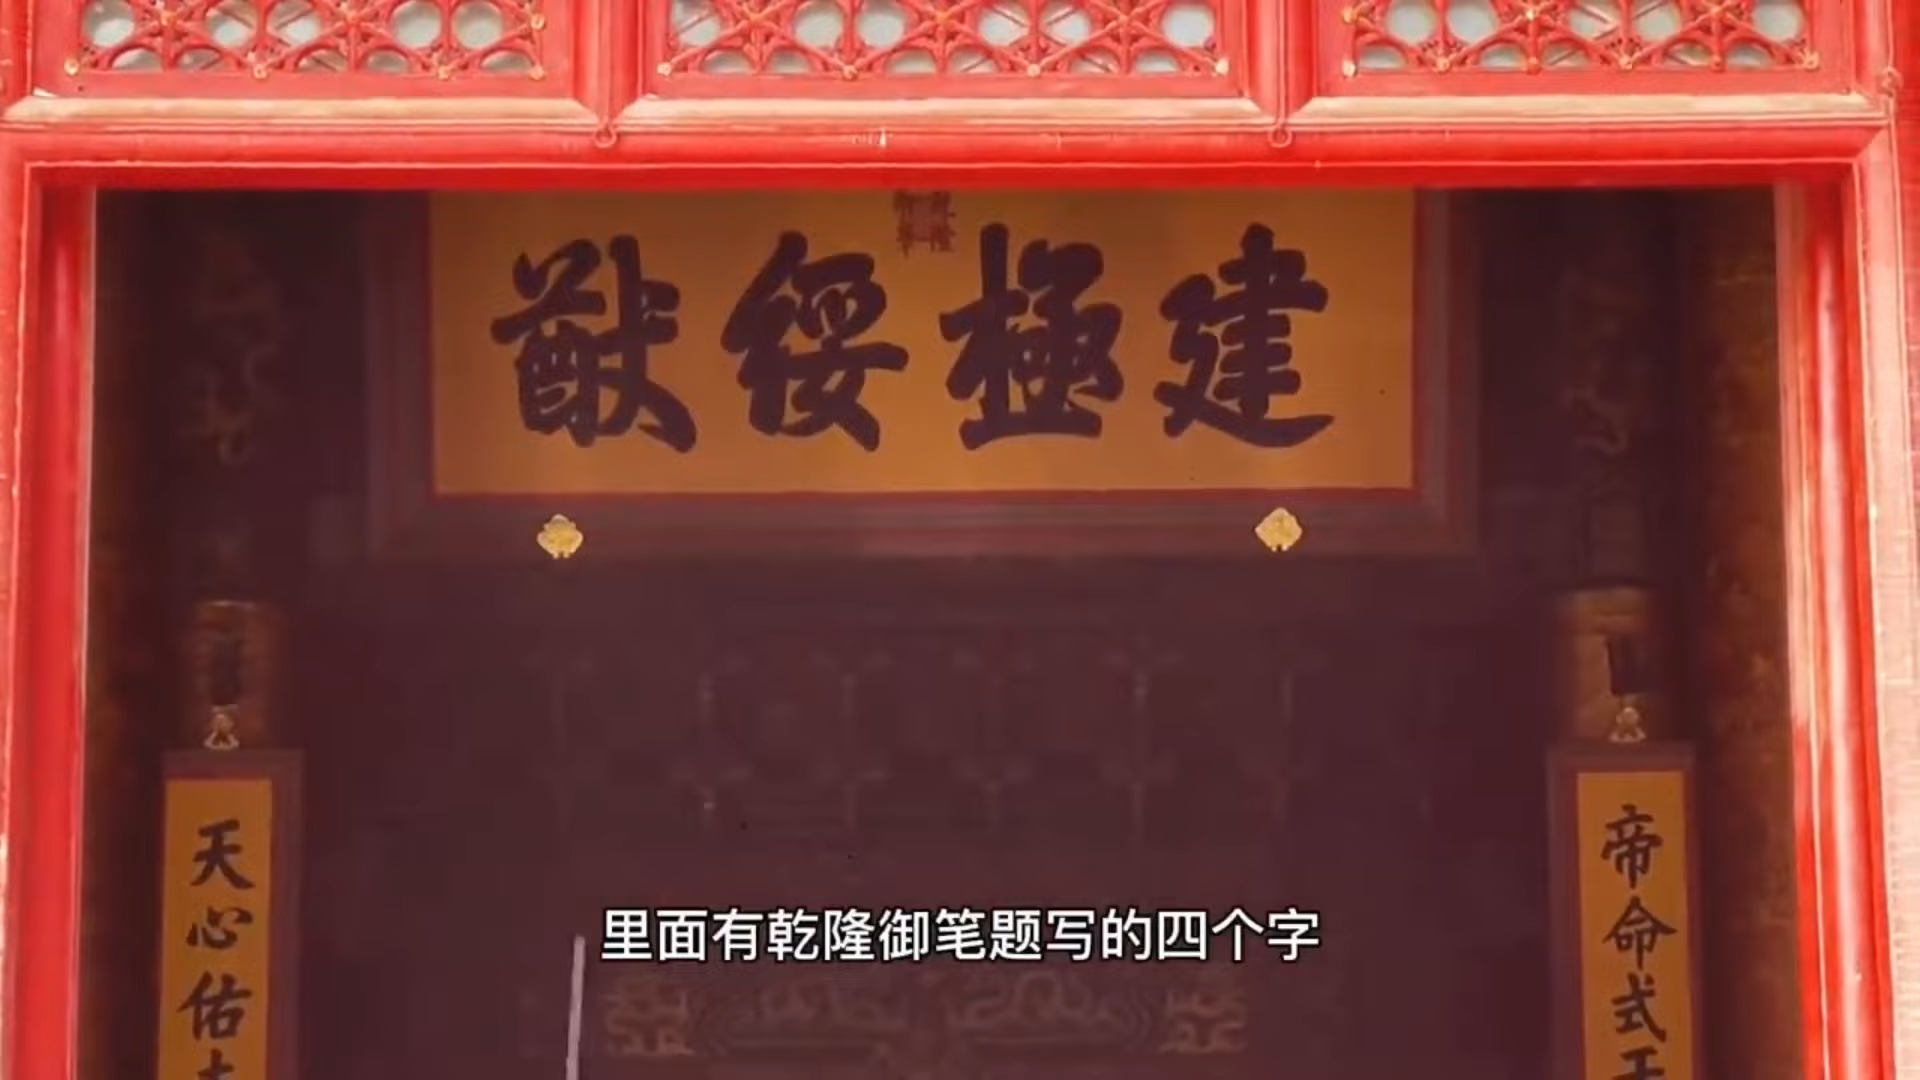 建極綏猷
帝命式
天心佑
里面有乾隆御笔题写的四个字